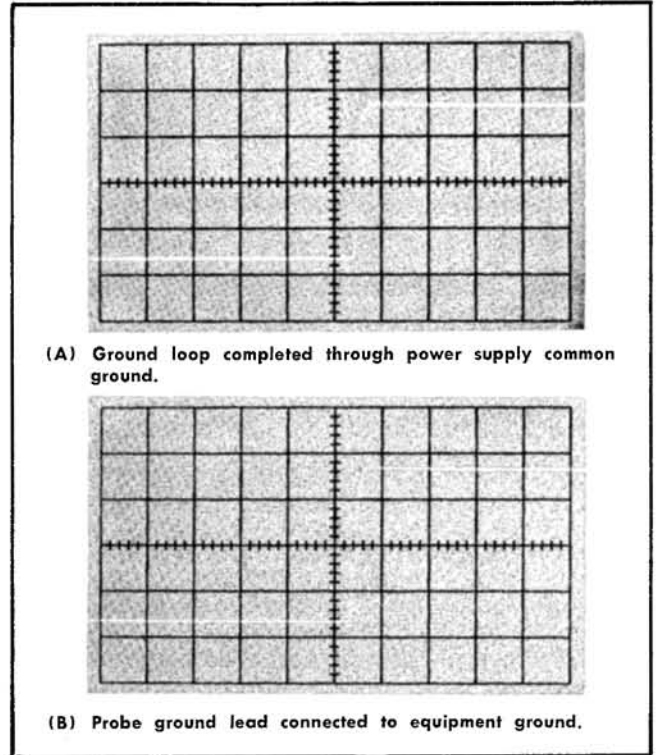 (A) Ground loop completed through power supply common
ground.
(B) Probe ground lead connected to equipment ground.